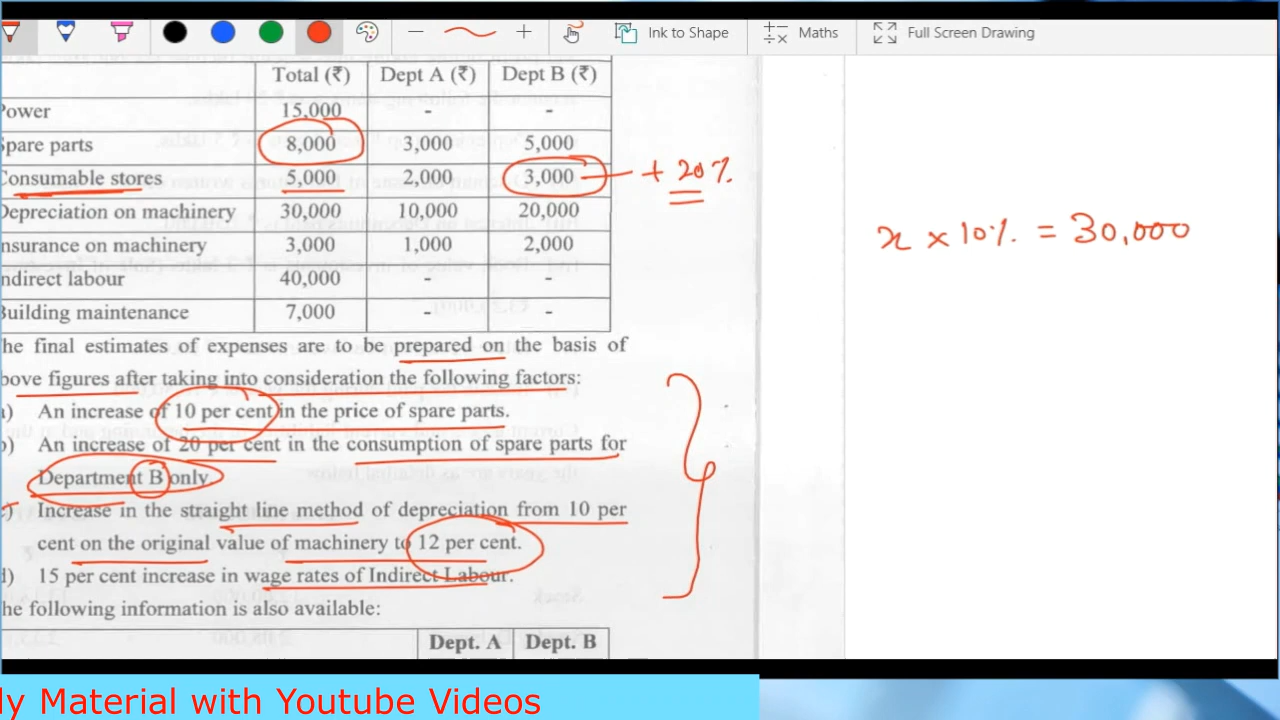 Ink to Shape Maths Full Screen Drawing
Total (₹) Dept A (₹) Dept B (₹)
Power 15,000 - -
Spare parts 8,000 3,000 5,000
Consumable stores 5,000 2,000 3,000 + 20%
Depreciation on machinery 30,000 10,000 20,000
x × 10% = 30,000
nsurance on machinery 3,000 1,000 2,000
ndirect labour 40,000 - -
Building maintenance 7,000 - -
he final estimates of expenses are to be prepared on the basis of
bove figures after taking into consideration the following factors:
) An increase of 10 per cent in the price of spare parts.
) An increase of 20 per cent in the consumption of spare parts for
Department B only
) Increase in the straight line method of depreciation from 10 per
cent on the original value of machinery to 12 per cent.
) 15 per cent increase in wage rates of Indirect Labour.
he following information is also available:
Dept. A Dept. B
dy Material with Youtube Videos